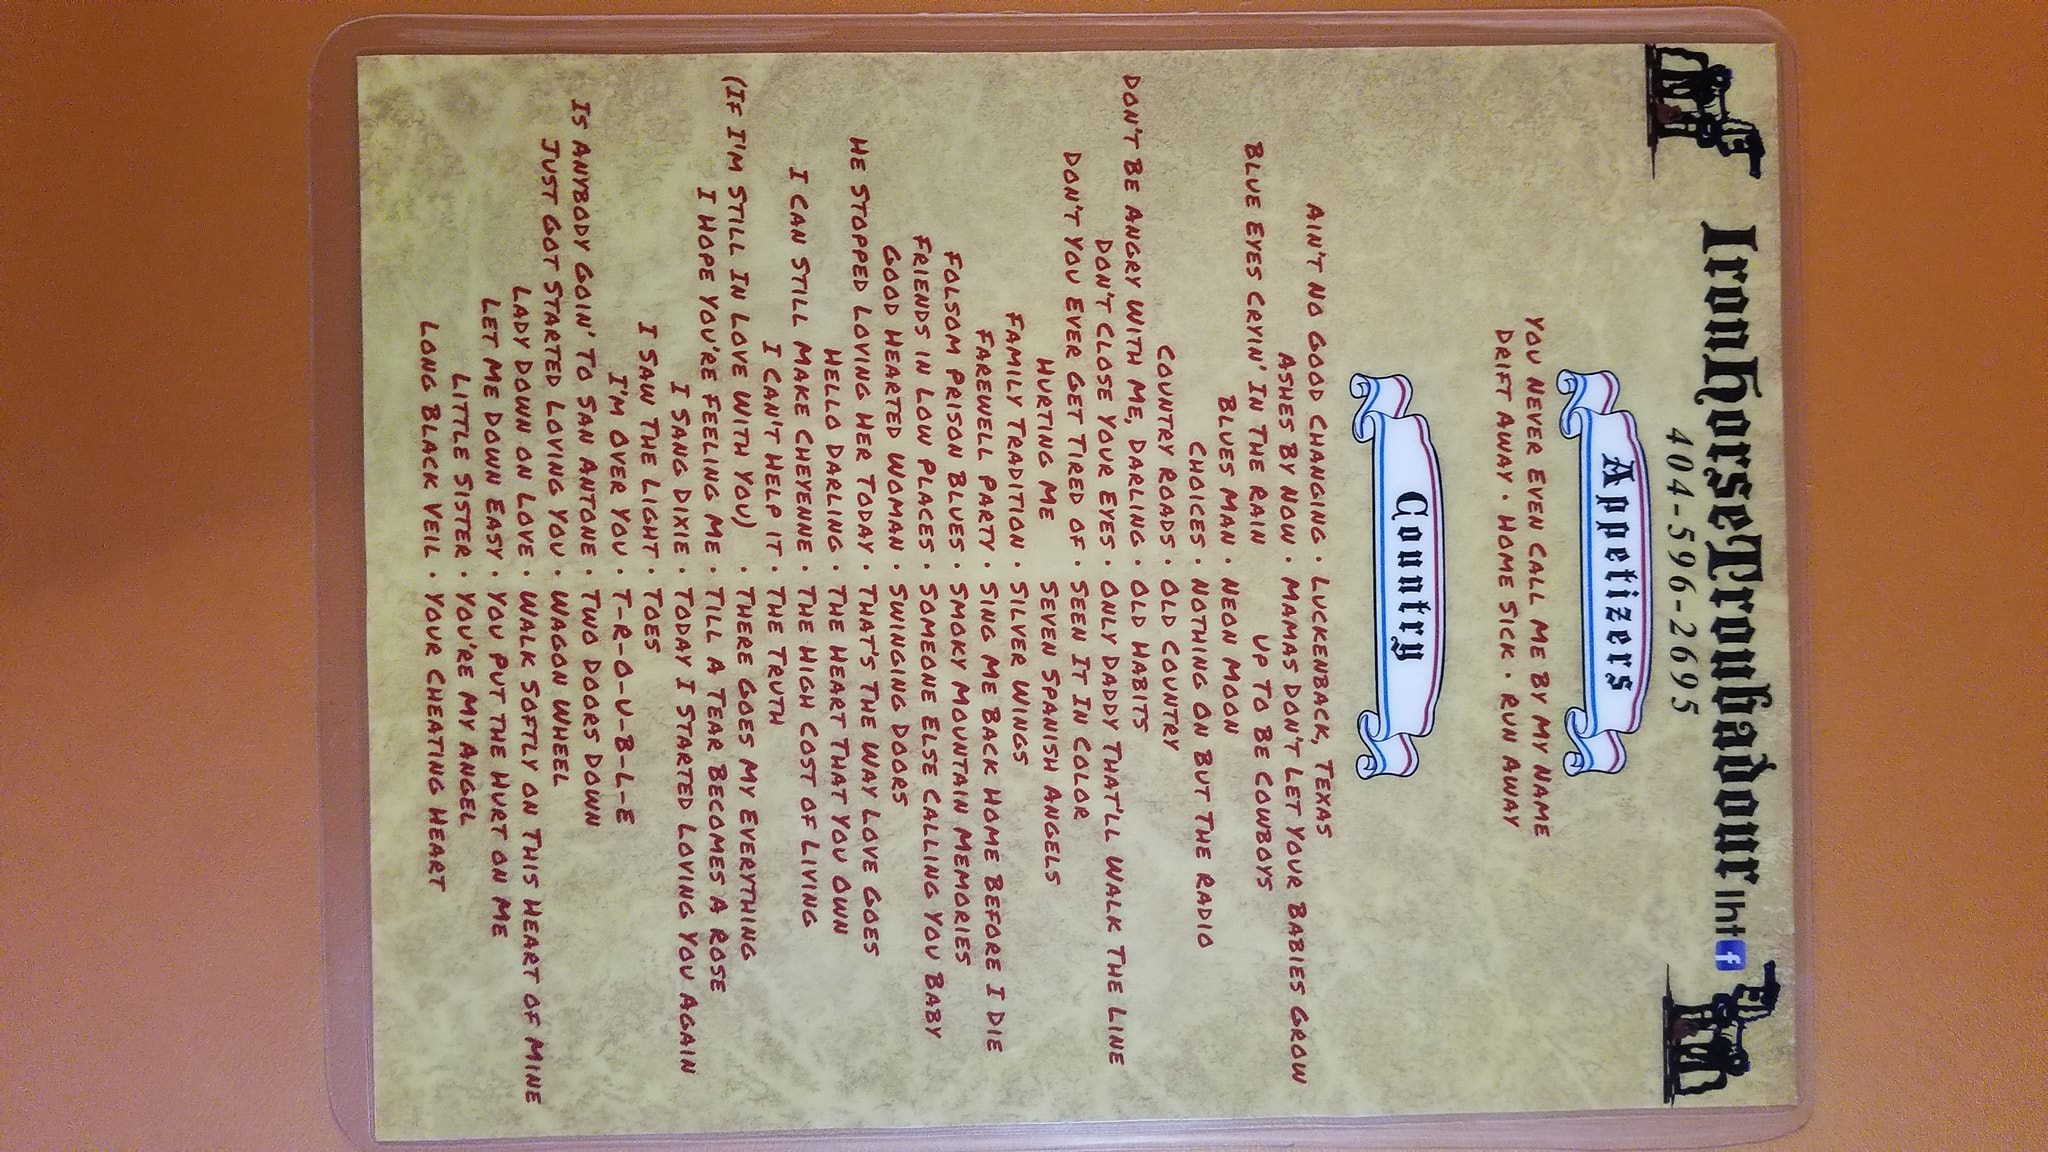 IronHorseTroubadour Iht f
404-596-2695
Appetizers
YOU NEVER EVEN CALL ME BY MY NAME
DRIFT AWAY · HOME SICK · RUN AWAY
Country
AIN'T NO GOOD CHANGING · LUCKENBACK, TEXAS
ASHES BY NOW · MAMAS DON'T LET YOUR BABIES GROW
BLUE EYES CRYIN' IN THE RAIN UP TO BE COWBOYS
BLUES MAN · NEON MOON
CHOICES · NOTHING ON BUT THE RADIO
COUNTRY ROADS · OLD COUNTRY
DON'T BE ANGRY WITH ME, DARLING · OLD HABITS
DON'T CLOSE YOUR EYES · ONLY DADDY THAT'LL WALK THE LINE
DON'T YOU EVER GET TIRED OF · SEEN IT IN COLOR
HURTING ME SEVEN SPANISH ANGELS
FAMILY TRADITION · SILVER WINGS
FAREWELL PARTY · SING ME BACK HOME BEFORE I DIE
FOLSOM PRISON BLUES · SMOKY MOUNTAIN MEMORIES
FRIENDS IN LOW PLACES · SOMEONE ELSE CALLING YOU BABY
GOOD HEARTED WOMAN · SWINGING DOORS
HE STOPPED LOVING HER TODAY · THAT'S THE WAY LOVE GOES
HELLO DARLING · THE HEART THAT YOU OWN
I CAN STILL MAKE CHEYENNE · THE HIGH COST OF LIVING
I CAN'T HELP IT · THE TRUTH
(IF I'M STILL IN LOVE WITH YOU) · THERE GOES MY EVERYTHING
I HOPE YOU'RE FEELING ME · TILL A TEAR BECOMES A ROSE
I SANG DIXIE · TODAY I STARTED LOVING YOU AGAIN
I SAW THE LIGHT · TOES
I'M OVER YOU · T-R-O-U-B-L-E
IS ANYBODY GOIN' TO SAN ANTONE · TWO DOORS DOWN
JUST GOT STARTED LOVING YOU · WAGON WHEEL
LADY DOWN ON LOVE · WALK SOFTLY ON THIS HEART OF MINE
LET ME DOWN EASY · YOU PUT THE HURT ON ME
LITTLE SISTER · YOU'RE MY ANGEL
LONG BLACK VEIL · YOUR CHEATING HEART